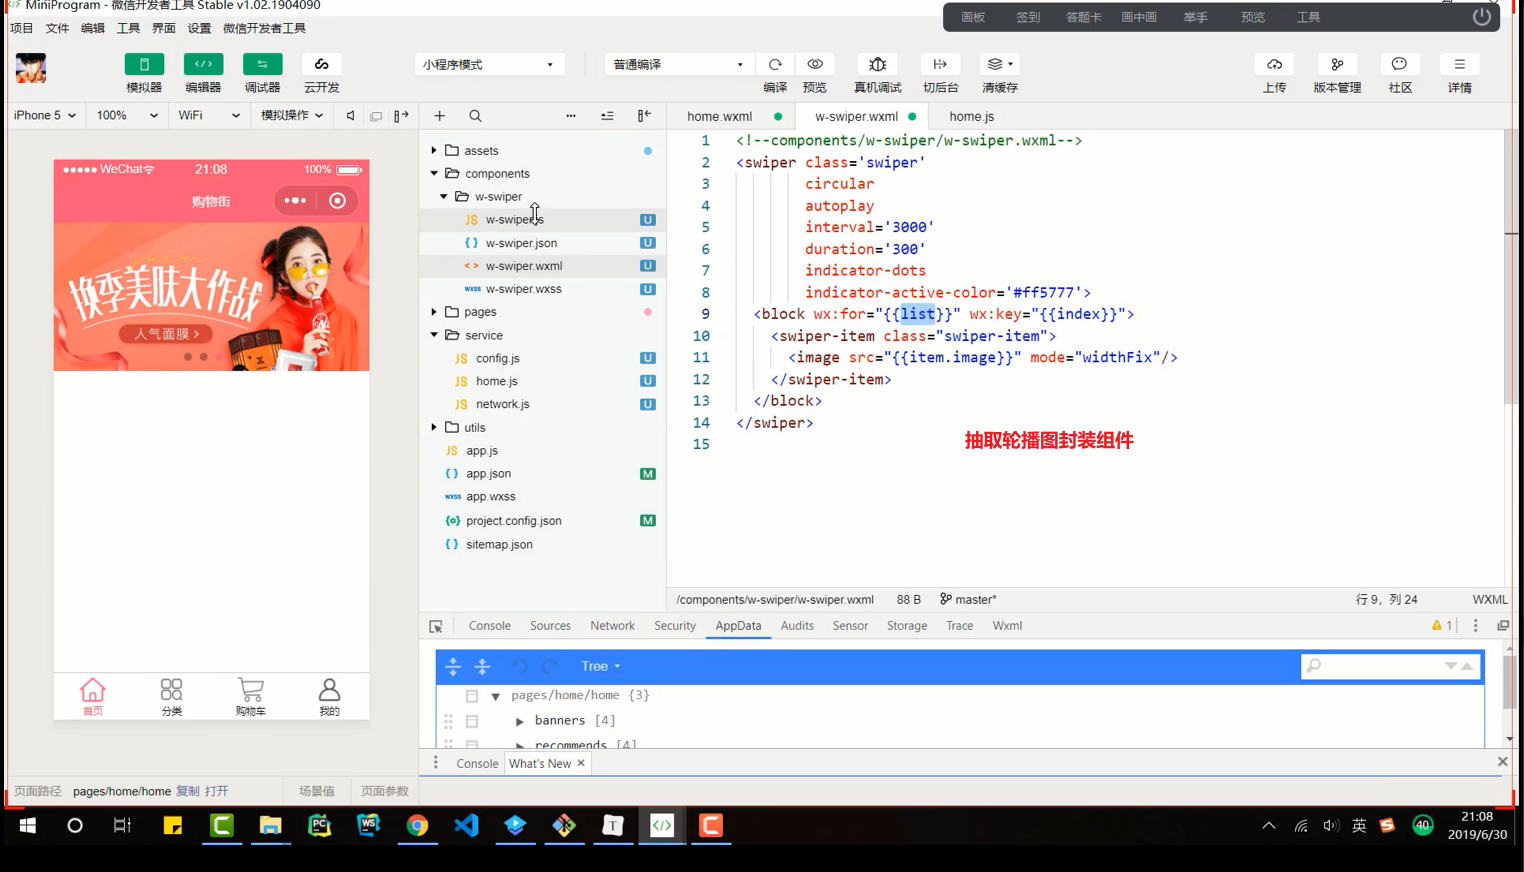 MiniProgram - 微信开发者工具 Stable v1.02.1904090
画板 签到 答题卡 画中画 举手 预览 工具
项目 文件 编辑 工具 界面 设置 微信开发者工具
小程序模式 普通编译
模拟器 编辑器 调试器 云开发 编译 预览 真机调试 切后台 清缓存 上传 版本管理 社区 详情
iPhone 5 100% WiFi 模拟操作
home.wxml w-swiper.wxml home.js
WeChat 21:08 100%
购物街
换季美肤大作战
人气面膜 >
首页 分类 购物车 我的
assets
components
w-swiper
JS w-swiper.js U
{ } w-swiper.json U
< > w-swiper.wxml U
wxss w-swiper.wxss U
pages
service
JS config.js U
JS home.js U
JS network.js U
utils
JS app.js
{ } app.json M
wxss app.wxss
{o} project.config.json M
{ } sitemap.json
1 <!--components/w-swiper/w-swiper.wxml-->
2 <swiper class='swiper'
3 circular
4 autoplay
5 interval='3000'
6 duration='300'
7 indicator-dots
8 indicator-active-color='#ff5777'>
9 <block wx:for="{{list}}" wx:key="{{index}}">
10 <swiper-item class="swiper-item">
11 <image src="{{item.image}}" mode="widthFix"/>
12 </swiper-item>
13 </block>
14 </swiper>
15
抽取轮播图封装组件
/components/w-swiper/w-swiper.wxml 88 B master* 行 9，列 24 WXML
Console Sources Network Security AppData Audits Sensor Storage Trace Wxml 1
Tree
pages/home/home {3}
banners [4]
recommends [4]
Console What's New ×
页面路径 pages/home/home 复制 打开 场景值 页面参数
PC WS T 英 40 21:08
2019/6/30